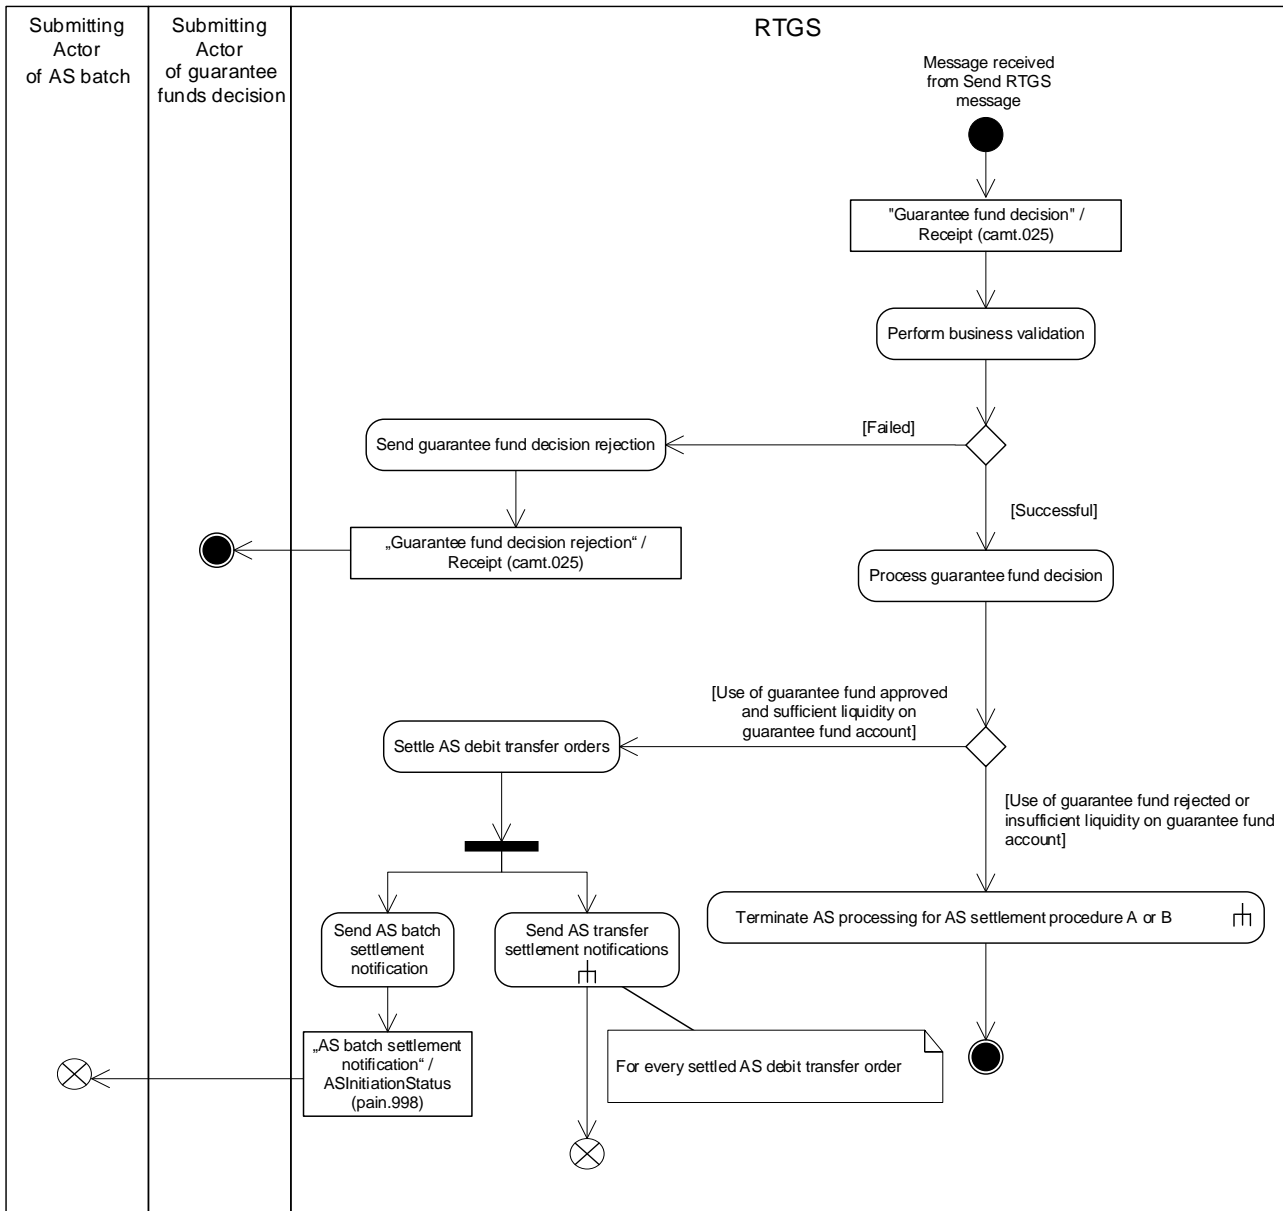 Submitting
Actor
of AS batch
Submitting
Actor
of guarantee
funds decision
RTGS
Message received
from Send RTGS
message
"Guarantee fund decision" /
Receipt (camt.025)
Perform business validation
[Failed]
Send guarantee fund decision rejection
[Successful]
„Guarantee fund decision rejection“ /
Receipt (camt.025)
Process guarantee fund decision
[Use of guarantee fund approved
and sufficient liquidity on
guarantee fund account]
Settle AS debit transfer orders
[Use of guarantee fund rejected or
insufficient liquidity on guarantee fund
account]
Terminate AS processing for AS settlement procedure A or B
Send AS batch
settlement
notification
Send AS transfer
settlement notifications
„AS batch settlement
notification“ /
ASInitiationStatus
(pain.998)
For every settled AS debit transfer order